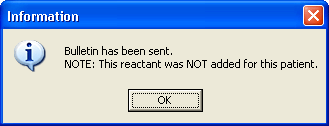 Information
Bulletin has been sent.
NOTE: This reactant was NOT added for this patient.
OK